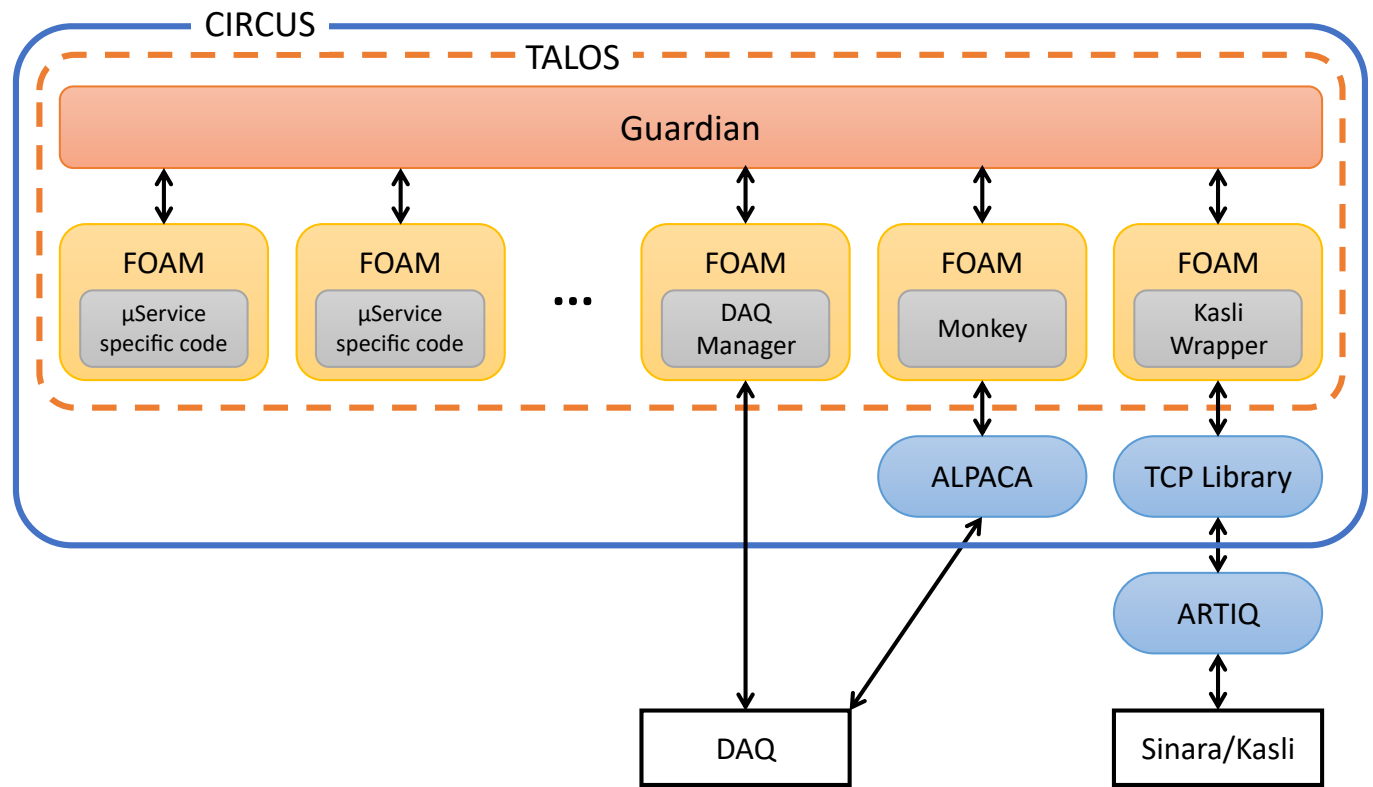 CIRCUS
TALOS
Guardian
FOAM
µService
specific code
FOAM
µService
specific code
...
FOAM
DAQ
Manager
FOAM
Monkey
FOAM
Kasli
Wrapper
ALPACA
TCP Library
ARTIQ
DAQ
Sinara/Kasli